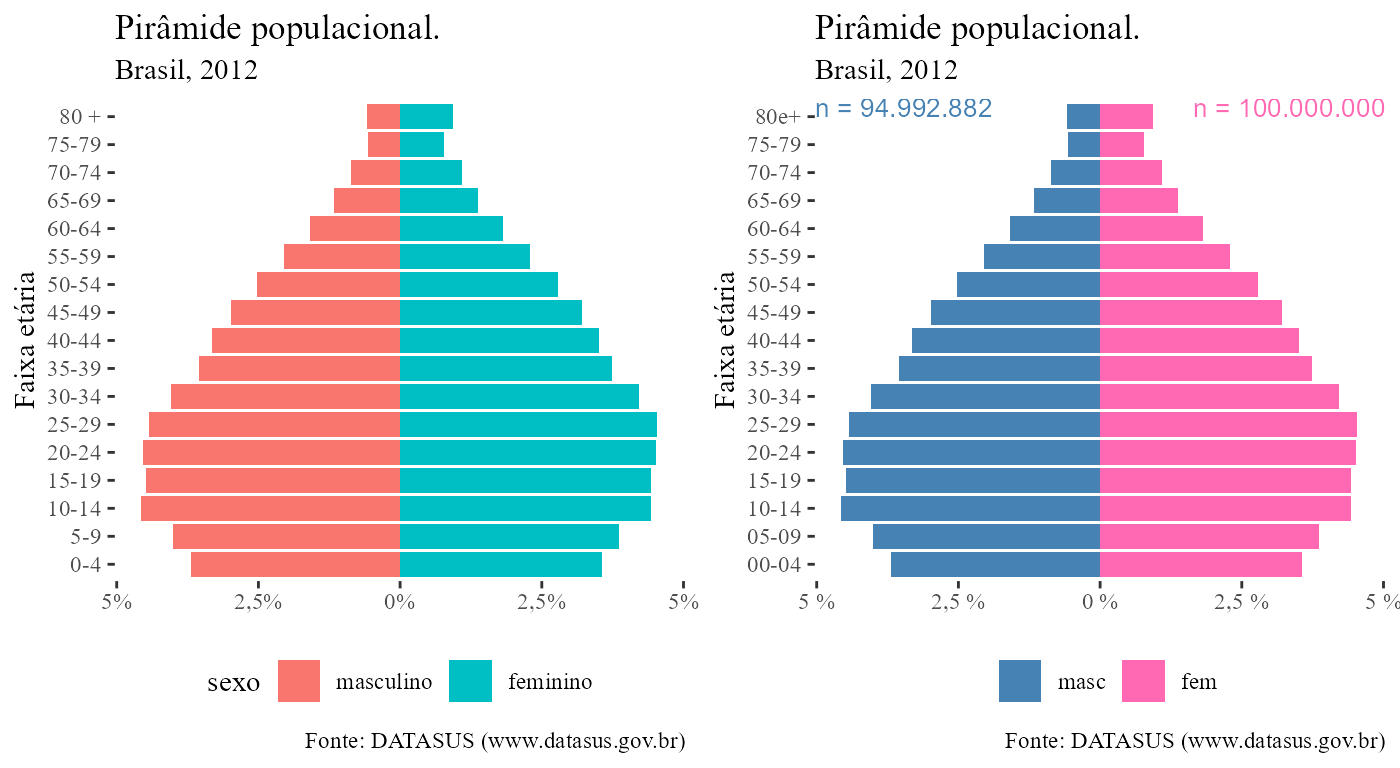 Pirâmide populacional.
Brasil, 2012
Faixa etária
80 +
75-79
70-74
65-69
60-64
55-59
50-54
45-49
40-44
35-39
30-34
25-29
20-24
15-19
10-14
5-9
0-4
5% 2,5% 0% 2,5% 5%
sexo masculino feminino
Fonte: DATASUS (www.datasus.gov.br)
Pirâmide populacional.
Brasil, 2012
n = 94.992.882 n = 100.000.000
Faixa etária
80e+
75-79
70-74
65-69
60-64
55-59
50-54
45-49
40-44
35-39
30-34
25-29
20-24
15-19
10-14
05-09
00-04
5 % 2,5 % 0 % 2,5 % 5 %
masc fem
Fonte: DATASUS (www.datasus.gov.br)